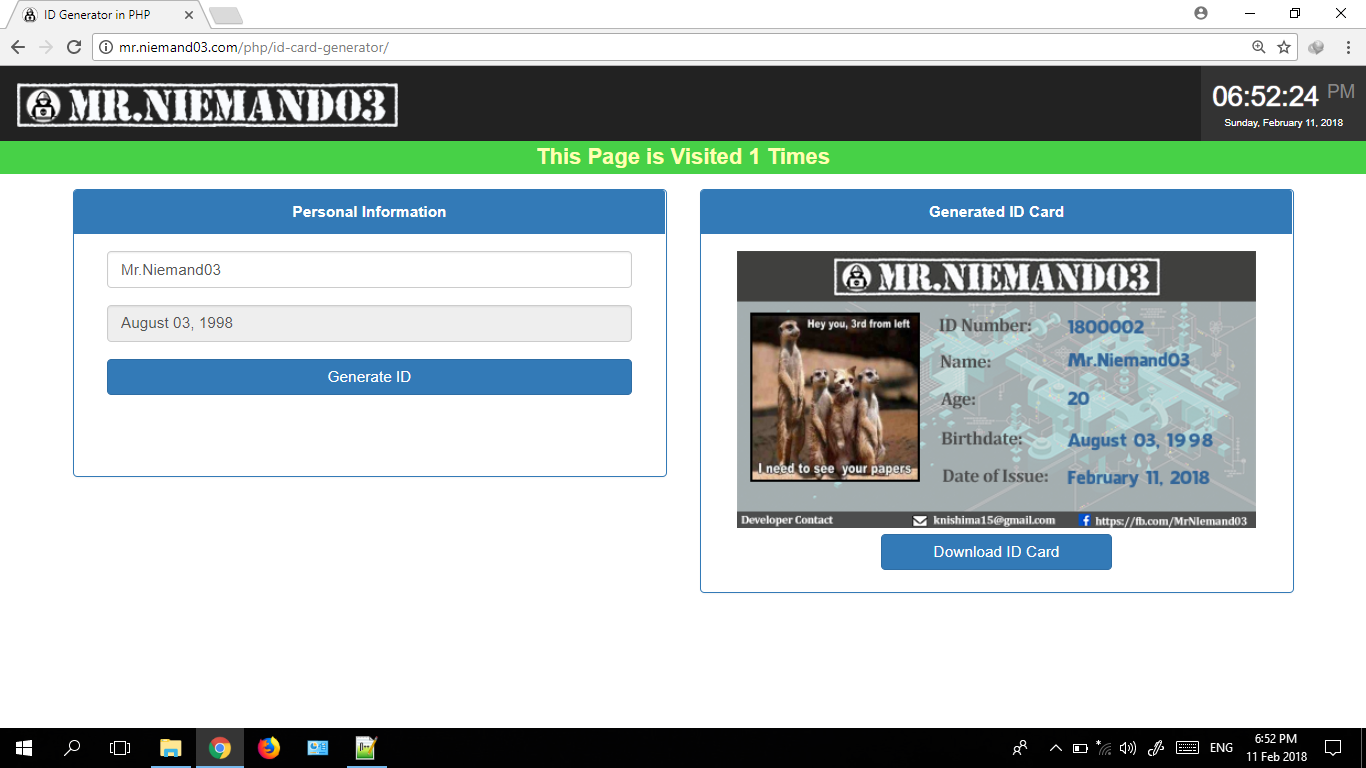 ID Generator in PHP
mr.niemand03.com/php/id-card-generator/
MR.NIEMAND03
06:52:24 PM
Sunday, February 11, 2018
This Page is Visited 1 Times
Personal Information
Mr.Niemand03
August 03, 1998
Generate ID
Generated ID Card
MR.NIEMAND03
Hey you, 3rd from left
I need to see your papers
ID Number: 1800002
Name: Mr.Niemand03
Age: 20
Birthdate: August 03, 1998
Date of Issue: February 11, 2018
Developer Contact knishima15@gmail.com https://fb.com/MrNIemand03
Download ID Card
ENG
6:52 PM
11 Feb 2018